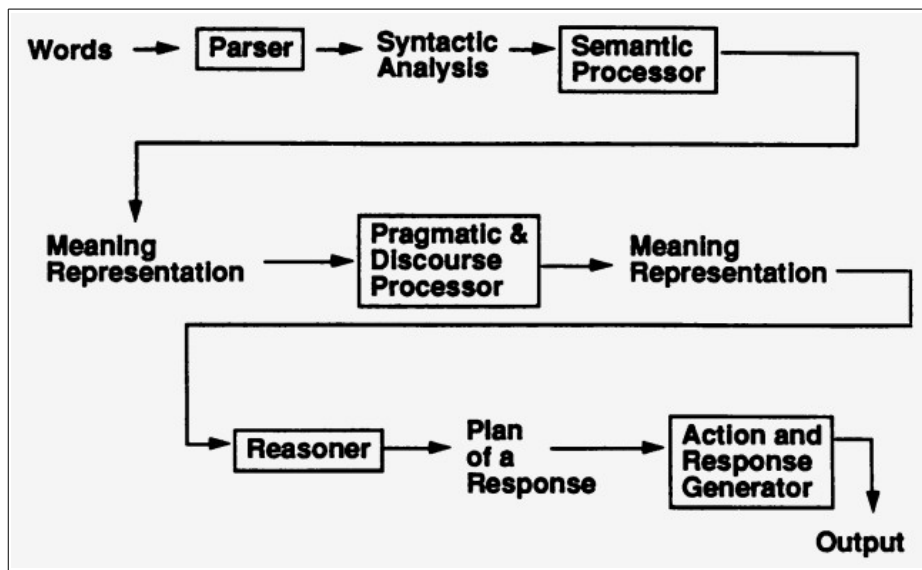 Words
Parser
Syntactic
Analysis
Semantic
Processor
Meaning
Representation
Pragmatic &
Discourse
Processor
Meaning
Representation
Reasoner
Plan
of a
Response
Action and
Response
Generator
Output